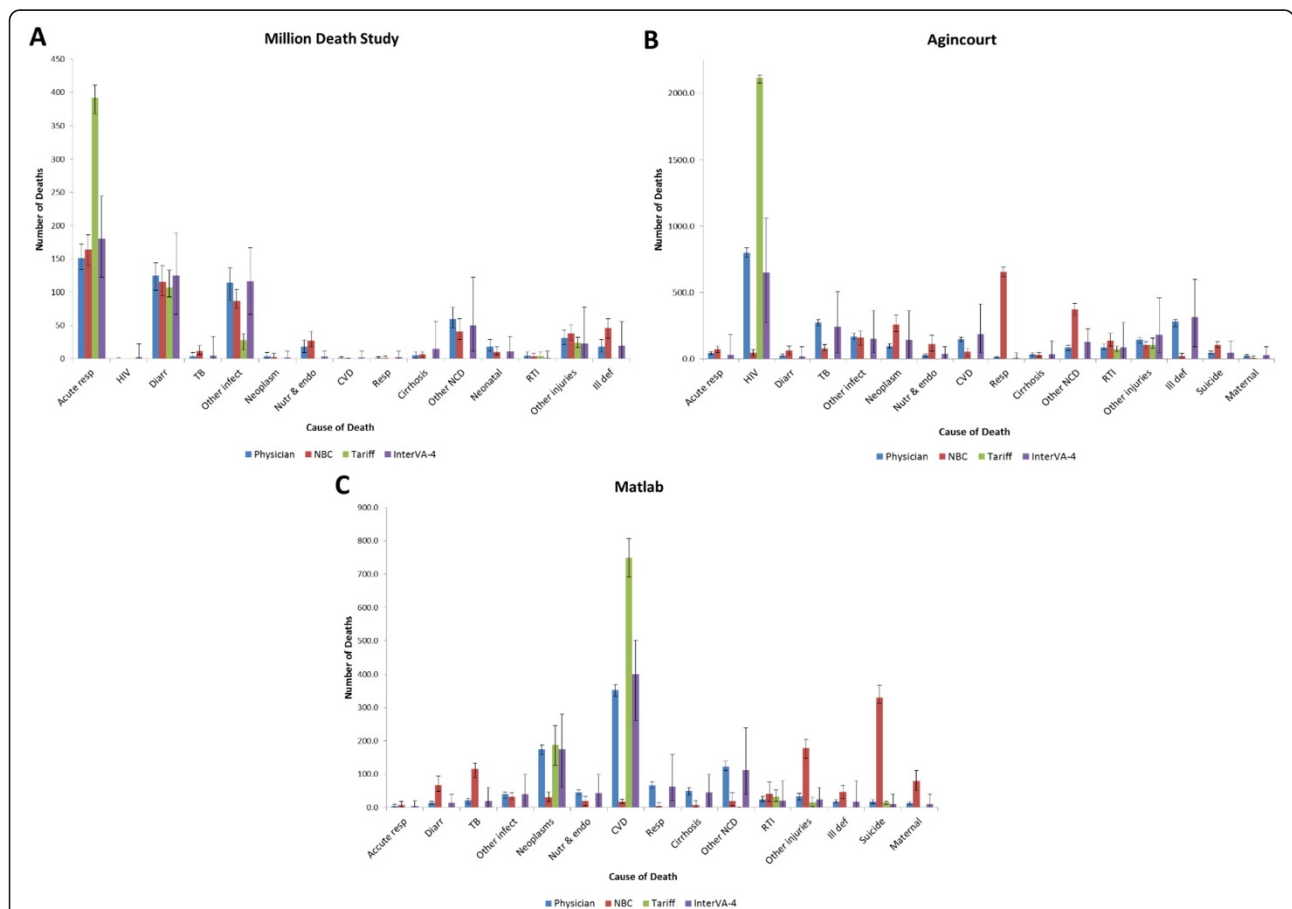 A
Million Death Study
450
400
350
300
250
200
150
100
50
0
Number of Deaths
Acute resp
HIV
Diarr
TB
Other infect
Neoplasm
Nutr & endo
CVD
Resp
Cirrhosis
Other NCD
Neonatal
RTI
Other injuries
Ill def
Cause of Death
Physician NBC Tariff InterVA-4
B
Agincourt
2000.0
1500.0
1000.0
500.0
0.0
Number of Deaths
Acute resp
HIV
Diarr
TB
Other infect
Neoplasm
Nutr & endo
CVD
Resp
Cirrhosis
Other NCD
RTI
Other injuries
Ill def
Suicide
Maternal
Cause of Death
Physician NBC Tariff InterVA-4
C
Matlab
900.0
800.0
700.0
600.0
500.0
400.0
300.0
200.0
100.0
0.0
Number of Deaths
Accute resp
Diarr
TB
Other infect
Neoplasms
Nutr & endo
CVD
Resp
Cirrhosis
Other NCD
RTI
Other injuries
Ill def
Suicide
Maternal
Cause of Death
Physician NBC Tariff InterVA-4